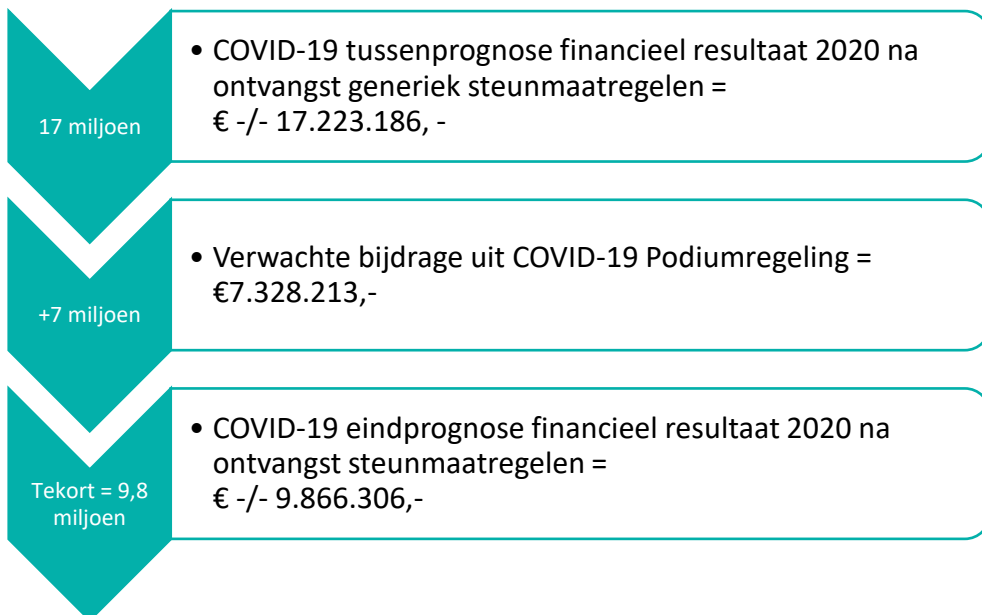 17 miljoen
• COVID-19 tussenprognose financieel resultaat 2020 na
ontvangst generiek steunmaatregelen =
€ -/- 17.223.186, -
+7 miljoen
• Verwachte bijdrage uit COVID-19 Podiumregeling =
€7.328.213,-
Tekort = 9,8
miljoen
• COVID-19 eindprognose financieel resultaat 2020 na
ontvangst steunmaatregelen =
€ -/- 9.866.306,-